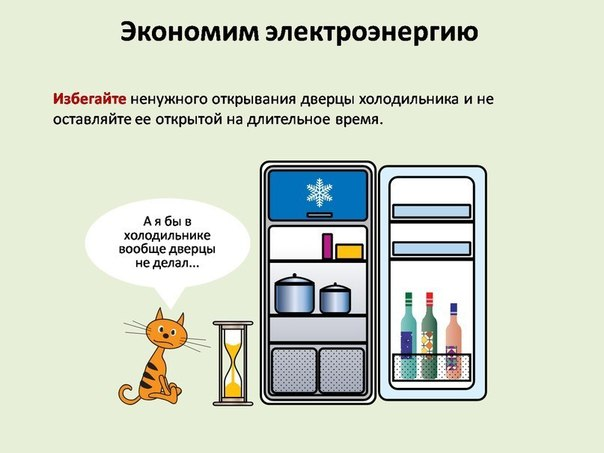 Экономим электроэнергию
Избегайте ненужного открывания дверцы холодильника и не
оставляйте ее открытой на длительное время.
А я бы в
холодильнике
вообще дверцы
не делал...